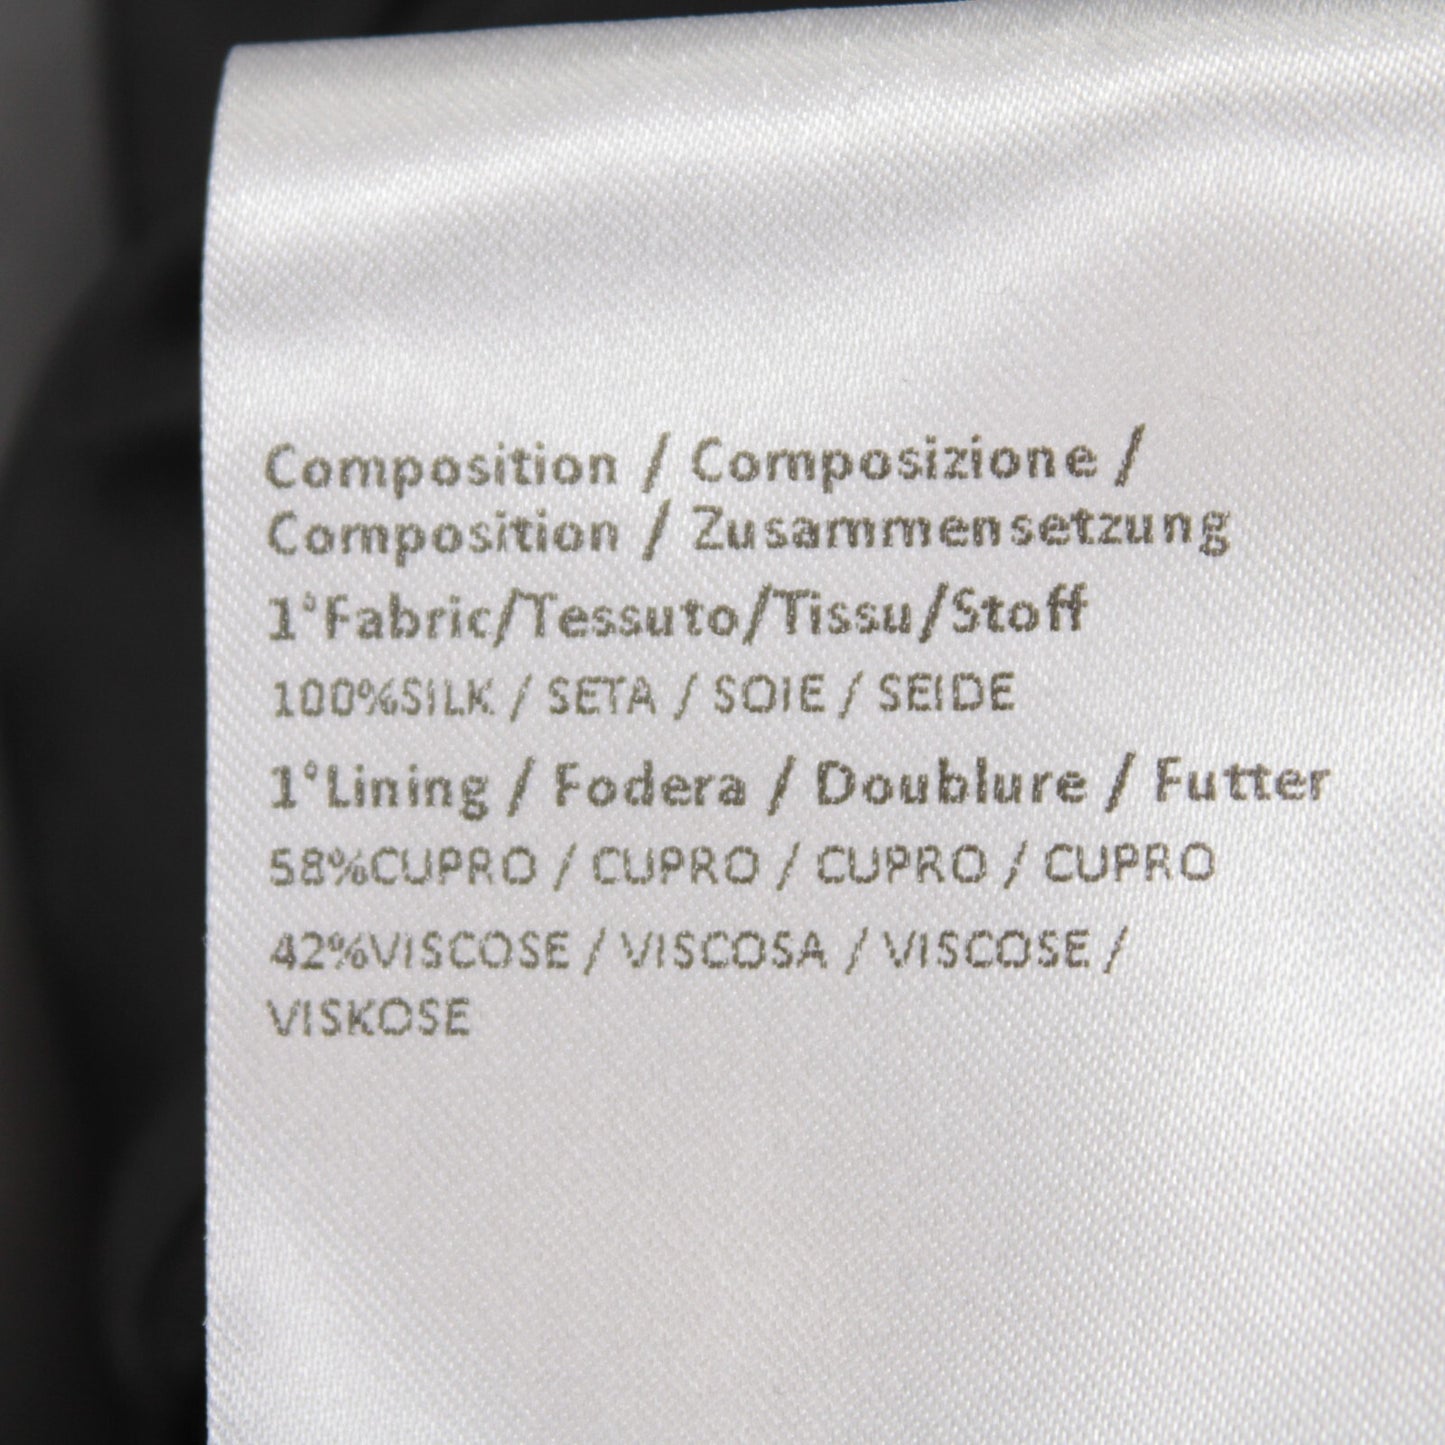 Composition / Composizione /
Composition / Zusammensetzung
1°Fabric/Tessuto/Tissu/Stoff
100%SILK / SETA / SOIE / SEIDE
1°Lining / Fodera / Doublure / Futter
58%CUPRO / CUPRO / CUPRO / CUPRO
42%VISCOSE / VISCOSA / VISCOSE /
VISKOSE